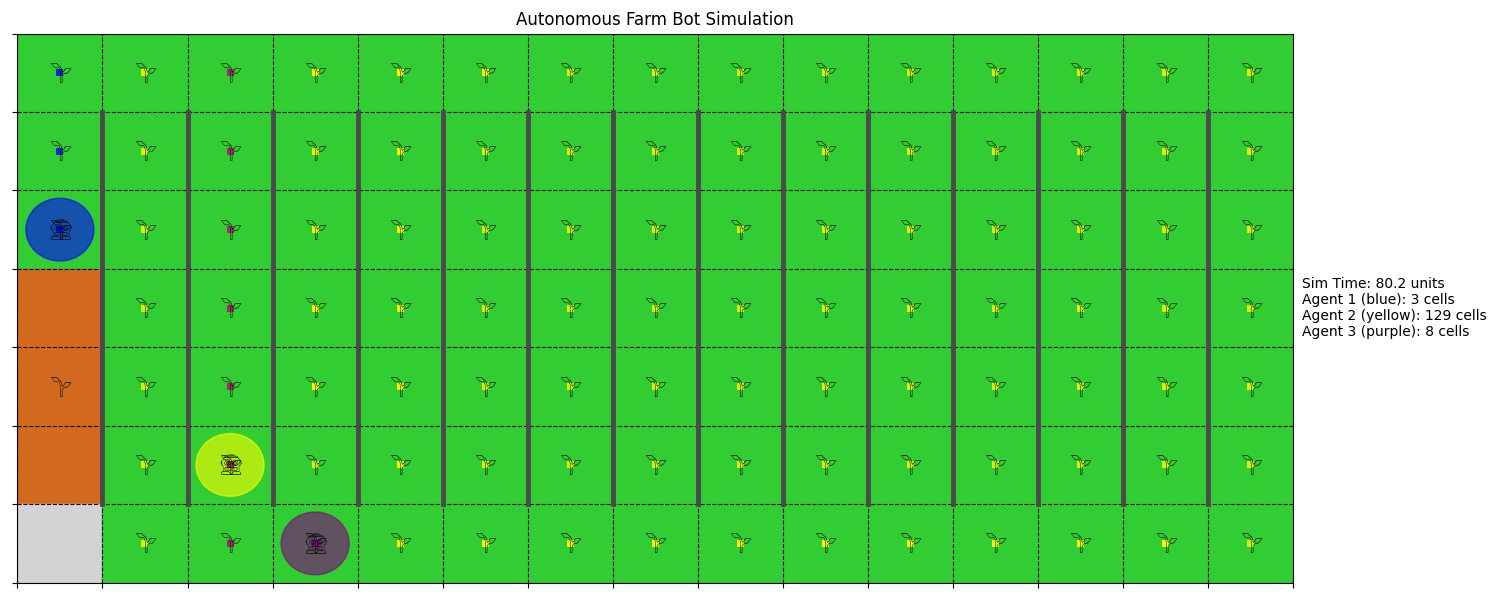 Autonomous Farm Bot Simulation
Sim Time: 80.2 units
Agent 1 (blue): 3 cells
Agent 2 (yellow): 129 cells
Agent 3 (purple): 8 cells